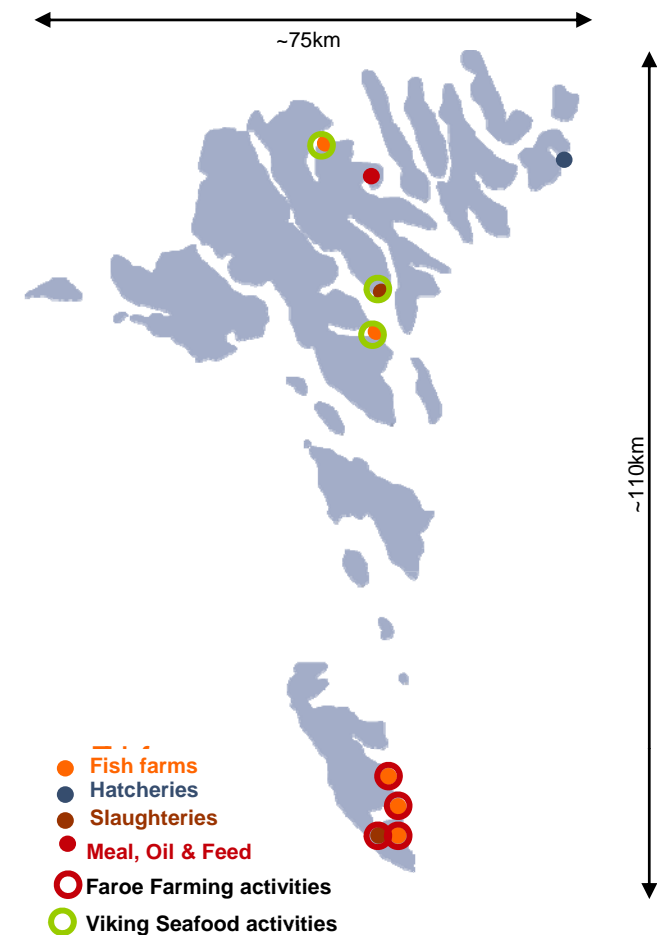 ~75km
~110km
Fish farms
Hatcheries
Slaughteries
Meal, Oil & Feed
Faroe Farming activities
Viking Seafood activities